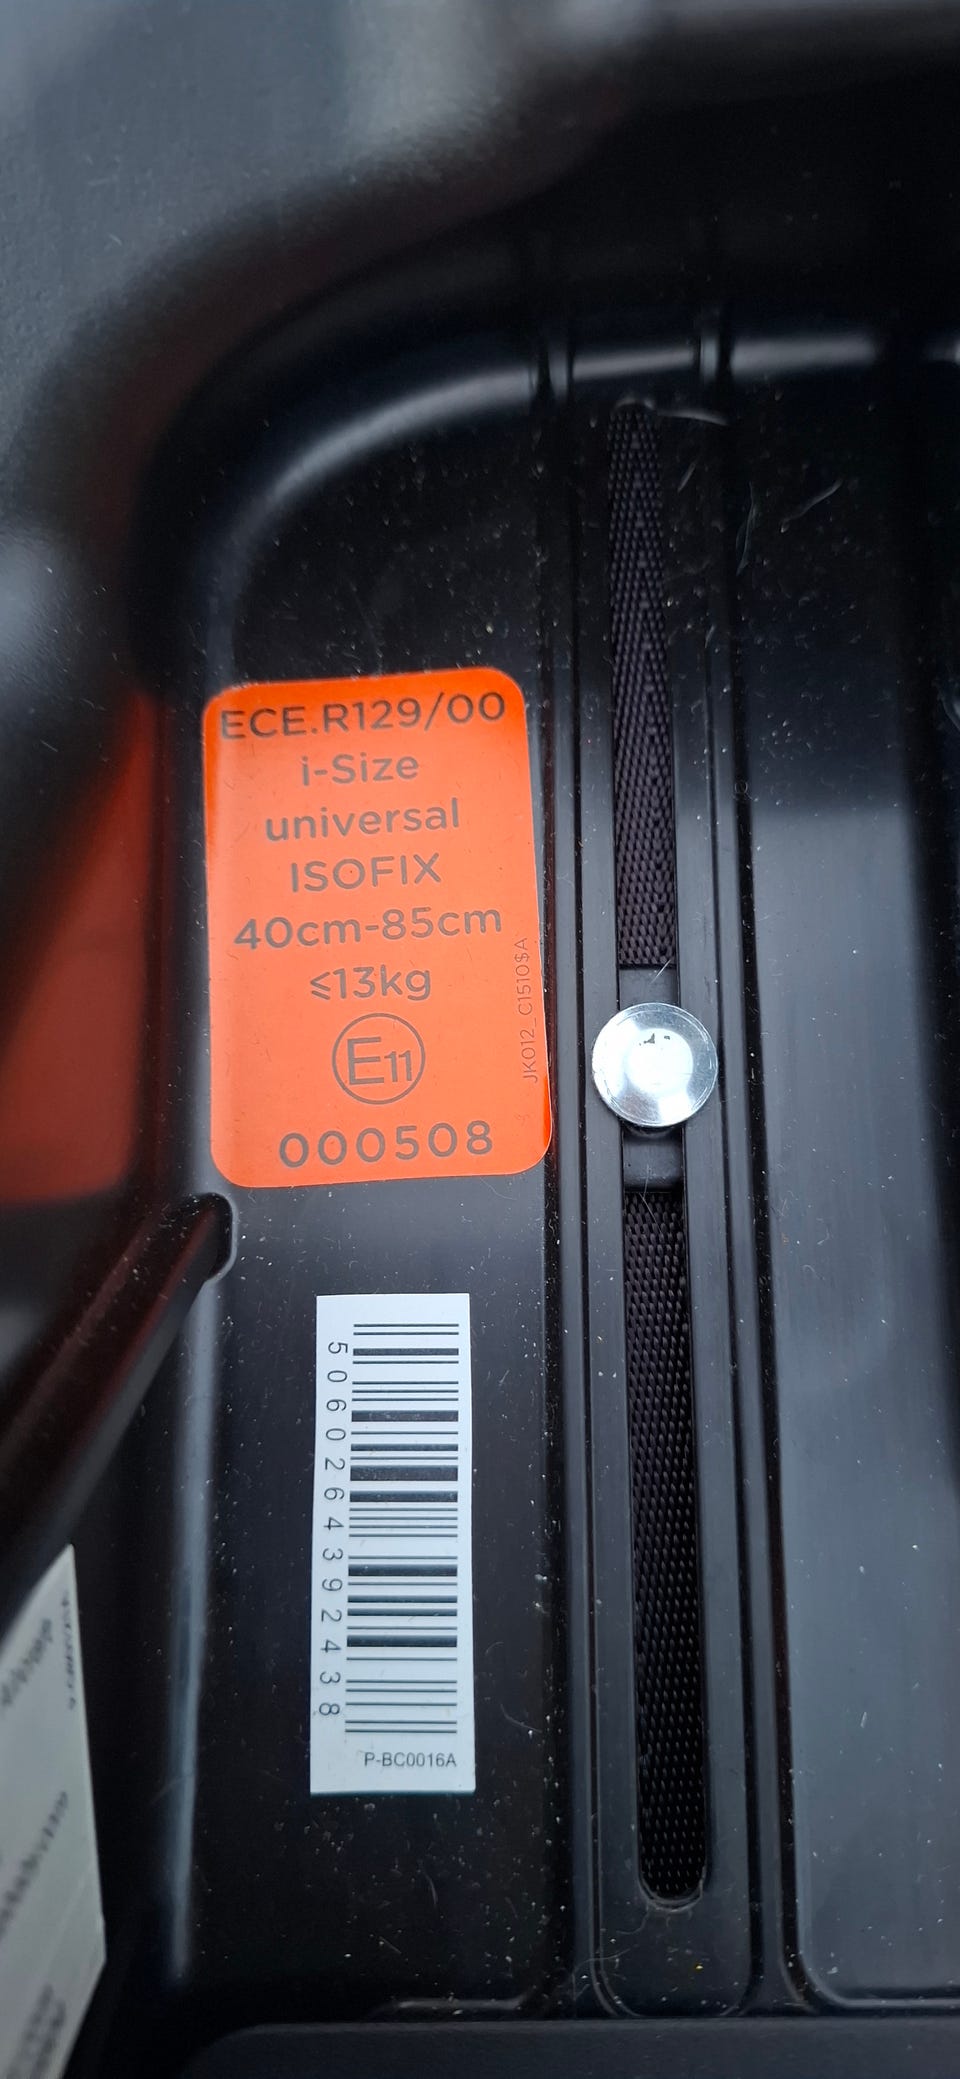 ECE.R129/00
i-Size
universal
ISOFIX
40cm-85cm
≤13kg
E11
000508
JK012_C1510$A
5060264392438
P-BC0016A